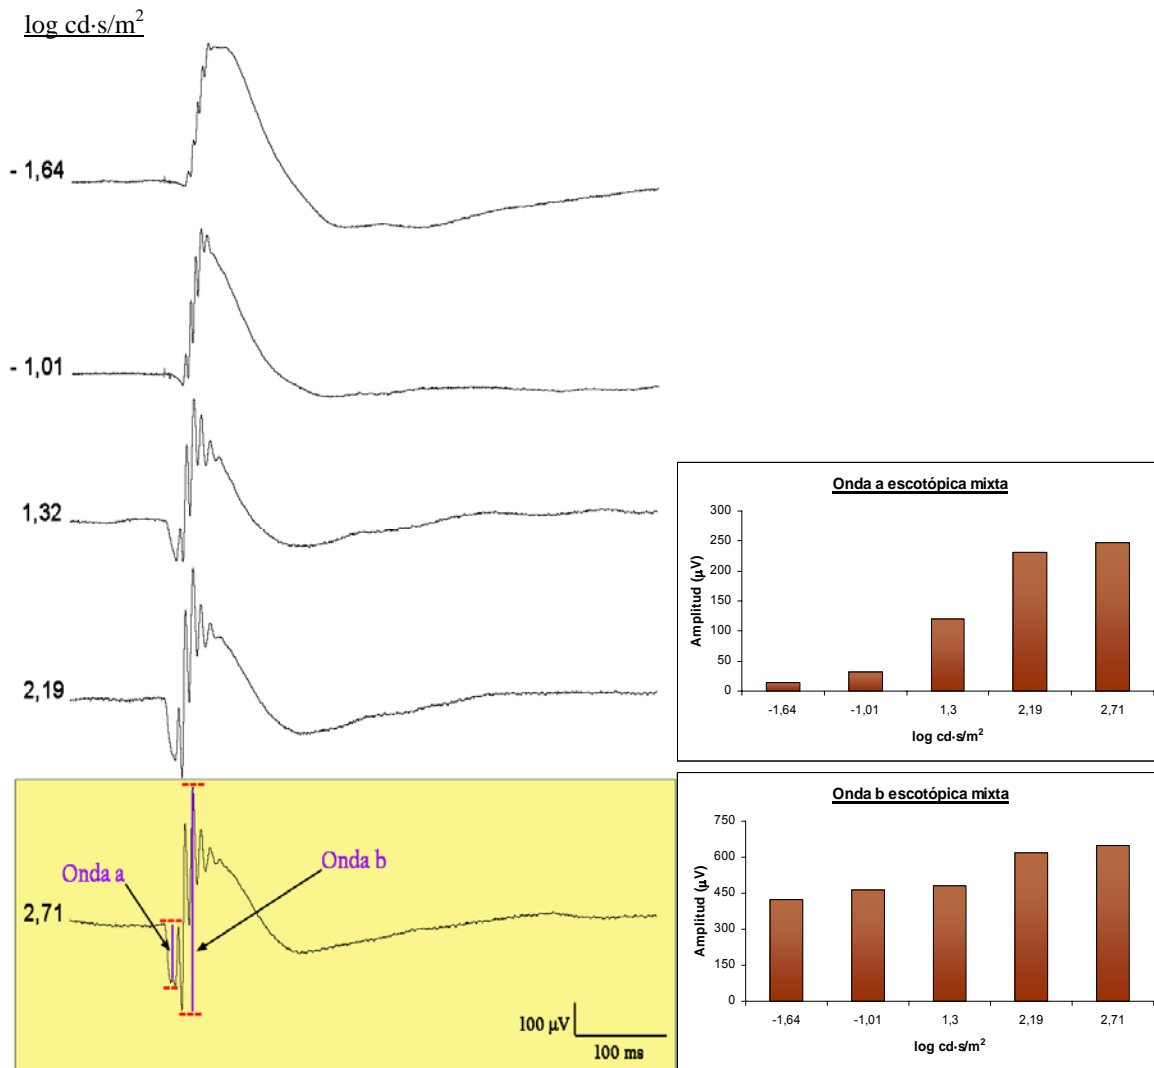 log cd·s/m²
- 1,64
- 1,01
1,32
2,19
2,71
Onda a
Onda b
100 µV
100 ms
Onda a escotópica mixta
Amplitud (µV)
300
250
200
150
100
50
0
-1,64 -1,01 1,3 2,19 2,71
log cd·s/m²
Onda b escotópica mixta
Amplitud (µV)
750
600
450
300
150
0
-1,64 -1,01 1,3 2,19 2,71
log cd·s/m²